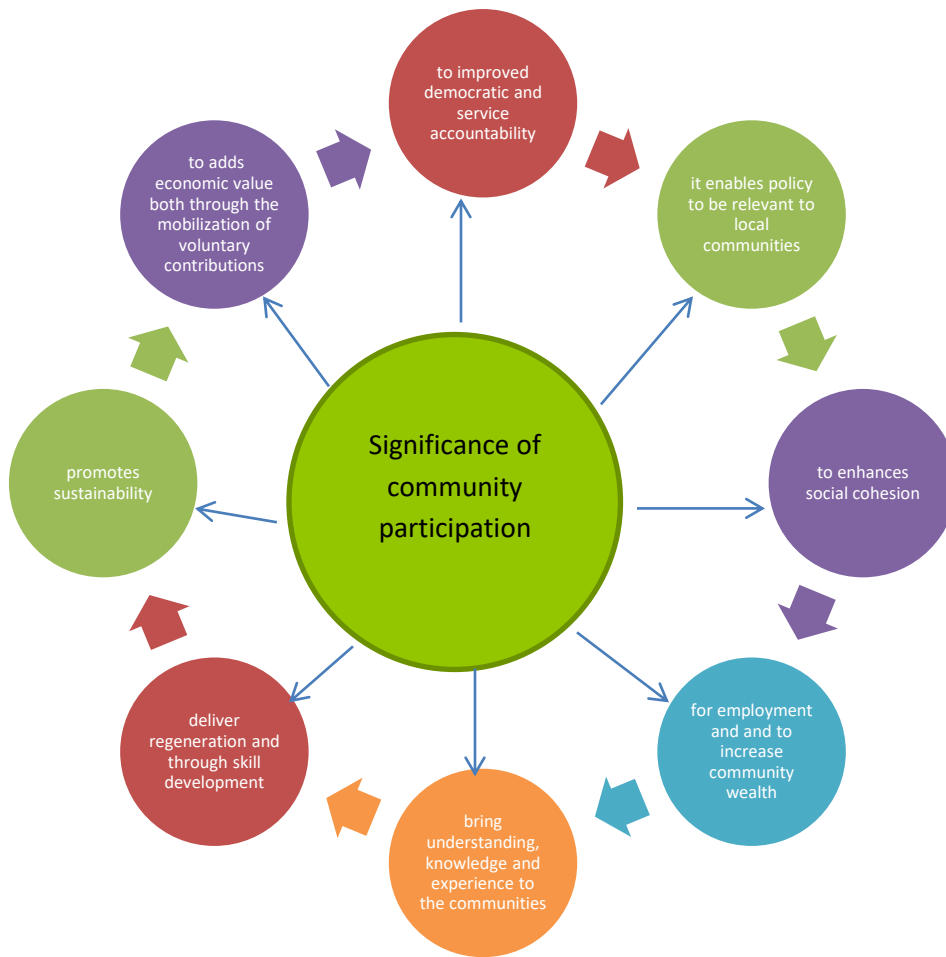 to improved
democratic and
service
accountability
it enables policy
to be relevant to
local
communities
to enhances
social cohesion
for employment
and and to
increase
community
wealth
bring
understanding,
knowledge and
experience to
the communities
deliver
regeneration and
through skill
development
promotes
sustainability
to adds
economic value
both through the
mobilization of
voluntary
contributions
Significance of
community
participation